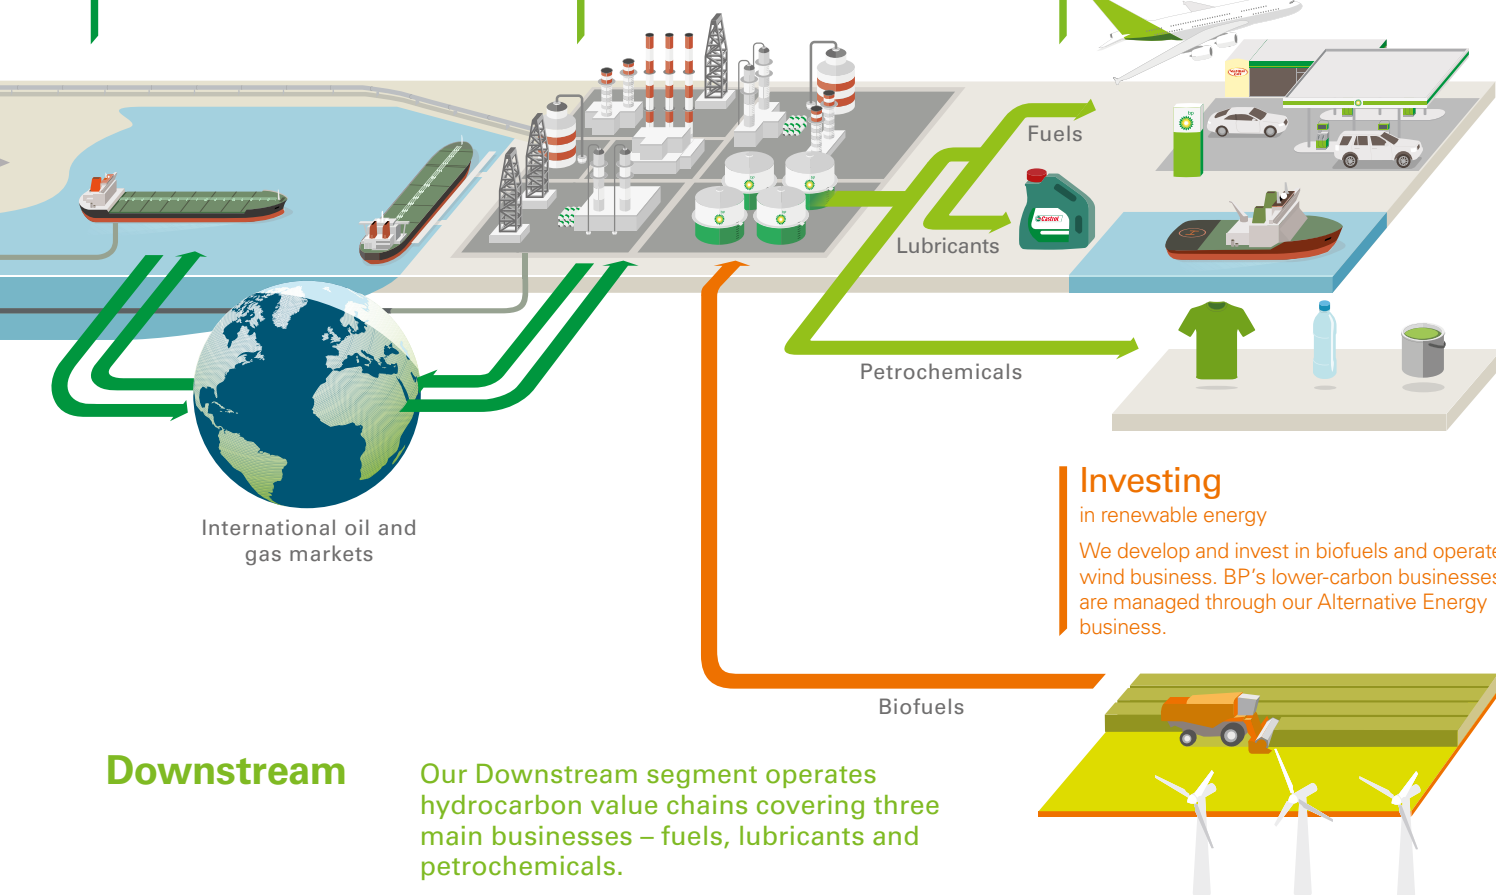 Fuels
Castrol
Lubricants
Petrochemicals
International oil and
gas markets
Investing
in renewable energy
We develop and invest in biofuels and operate
wind business. BP's lower-carbon businesses
are managed through our Alternative Energy
business.
Biofuels
Downstream
Our Downstream segment operates
hydrocarbon value chains covering three
main businesses – fuels, lubricants and
petrochemicals.